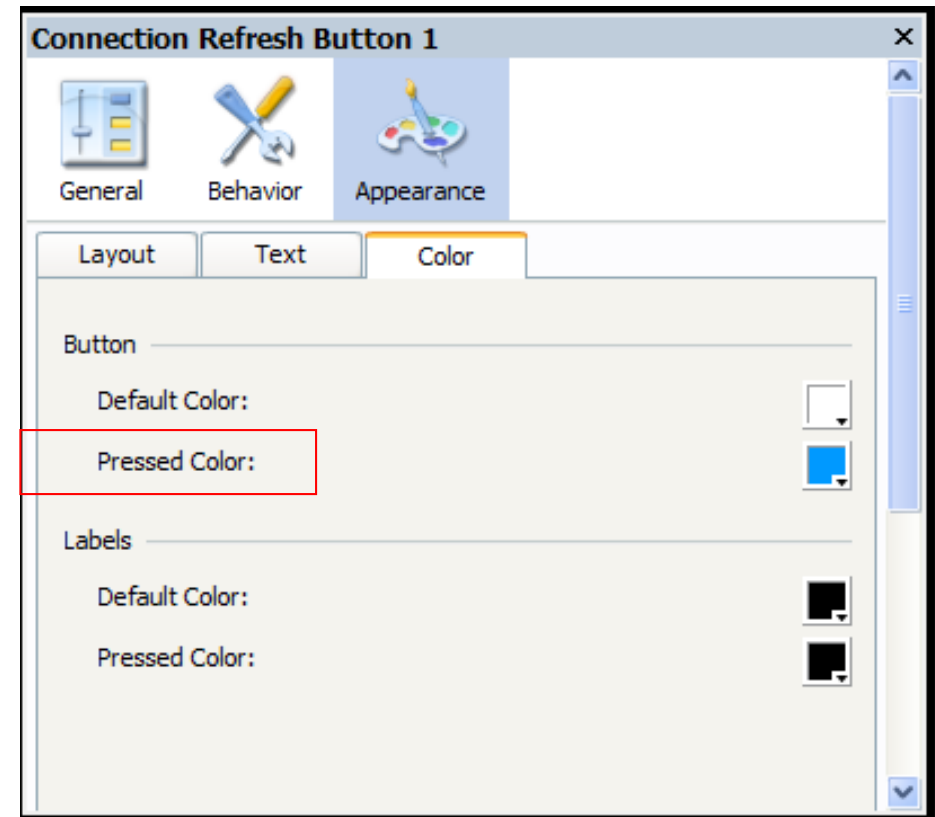 Connection Refresh Button 1
General Behavior Appearance
Layout Text Color
Button
Default Color:
Pressed Color:
Labels
Default Color:
Pressed Color: